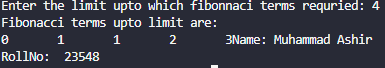 Enter the limit upto which fibonnaci terms requried: 4
Fibonacci terms upto limit are:
0 1 1 2 3Name: Muhammad Ashir
RollNo: 23548